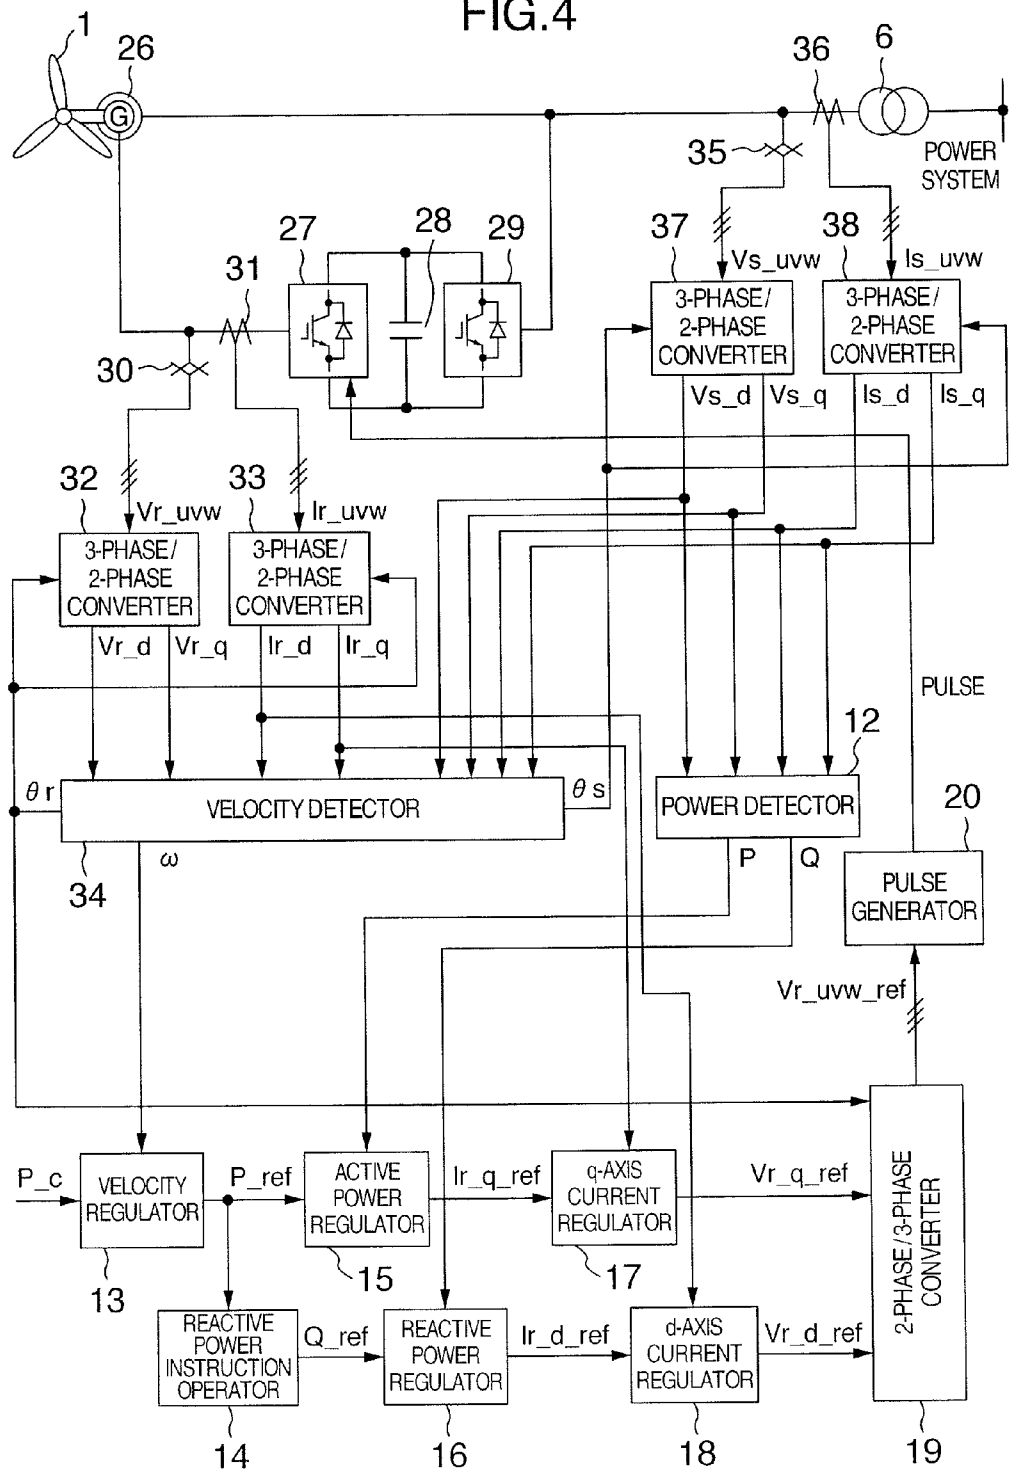 FIG.4
1
26
G
36
6
35
POWER
SYSTEM
27
28
29
37
38
31
Vs_uvw
Is_uvw
3-PHASE/
2-PHASE
CONVERTER
3-PHASE/
2-PHASE
CONVERTER
30
Vs_d
Vs_q
Is_d
Is_q
32
33
Vr_uvw
Ir_uvw
3-PHASE/
2-PHASE
CONVERTER
3-PHASE/
2-PHASE
CONVERTER
Vr_d
Vr_q
Ir_d
Ir_q
PULSE
12
θr
VELOCITY DETECTOR
θs
POWER DETECTOR
20
34
ω
P
Q
PULSE
GENERATOR
Vr_uvw_ref
P_c
VELOCITY
REGULATOR
P_ref
ACTIVE
POWER
REGULATOR
Ir_q_ref
q-AXIS
CURRENT
REGULATOR
Vr_q_ref
2-PHASE/3-PHASE
CONVERTER
13
15
17
REACTIVE
POWER
INSTRUCTION
OPERATOR
Q_ref
REACTIVE
POWER
REGULATOR
Ir_d_ref
d-AXIS
CURRENT
REGULATOR
Vr_d_ref
14
16
18
19